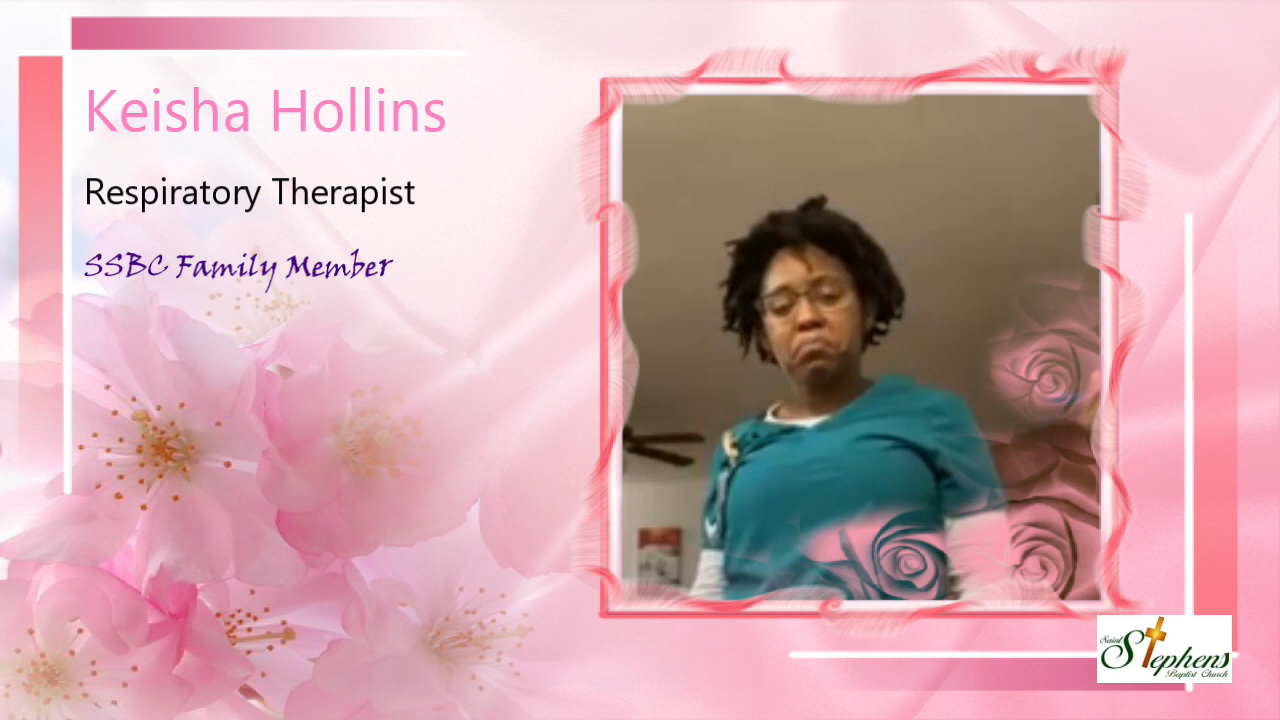 Keisha Hollins
Respiratory Therapist
SSBC Family Member
Saint
Stephens
Baptist Church